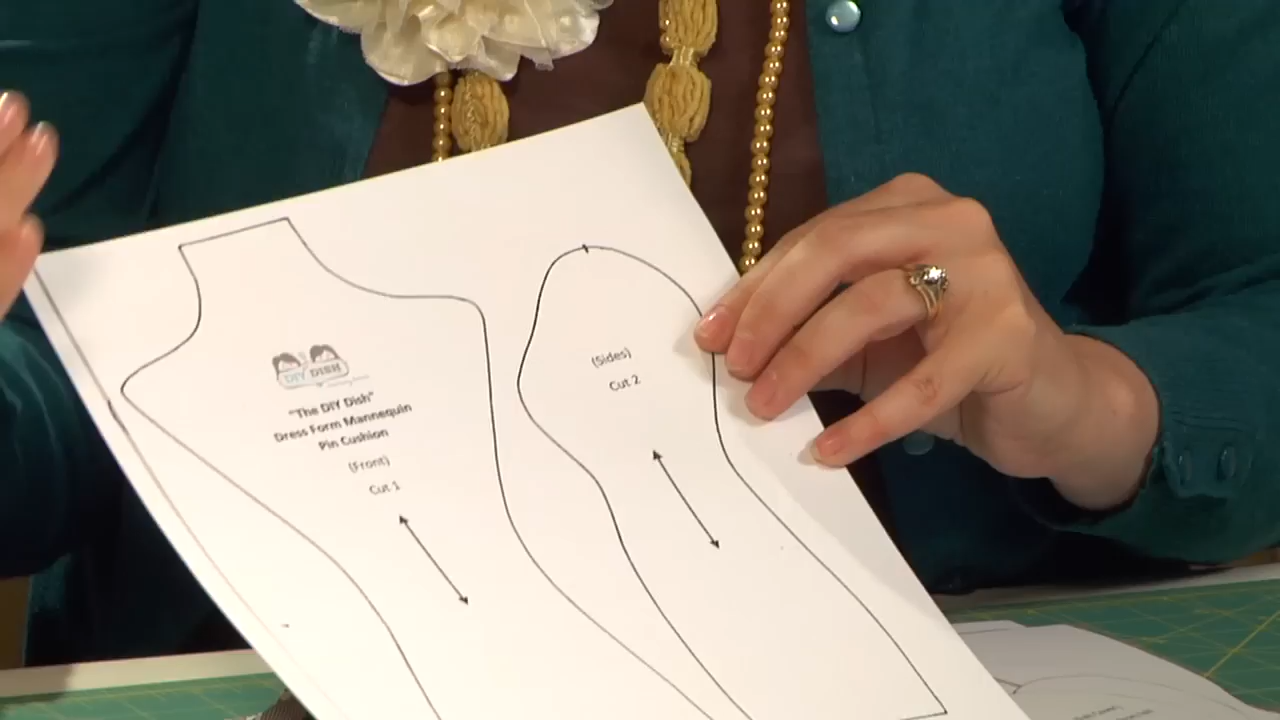 DIY DISH
"The DIY Dish"
Dress Form Mannequin
Pin Cushion
(Front)
Cut 1
(Sides)
Cut 2